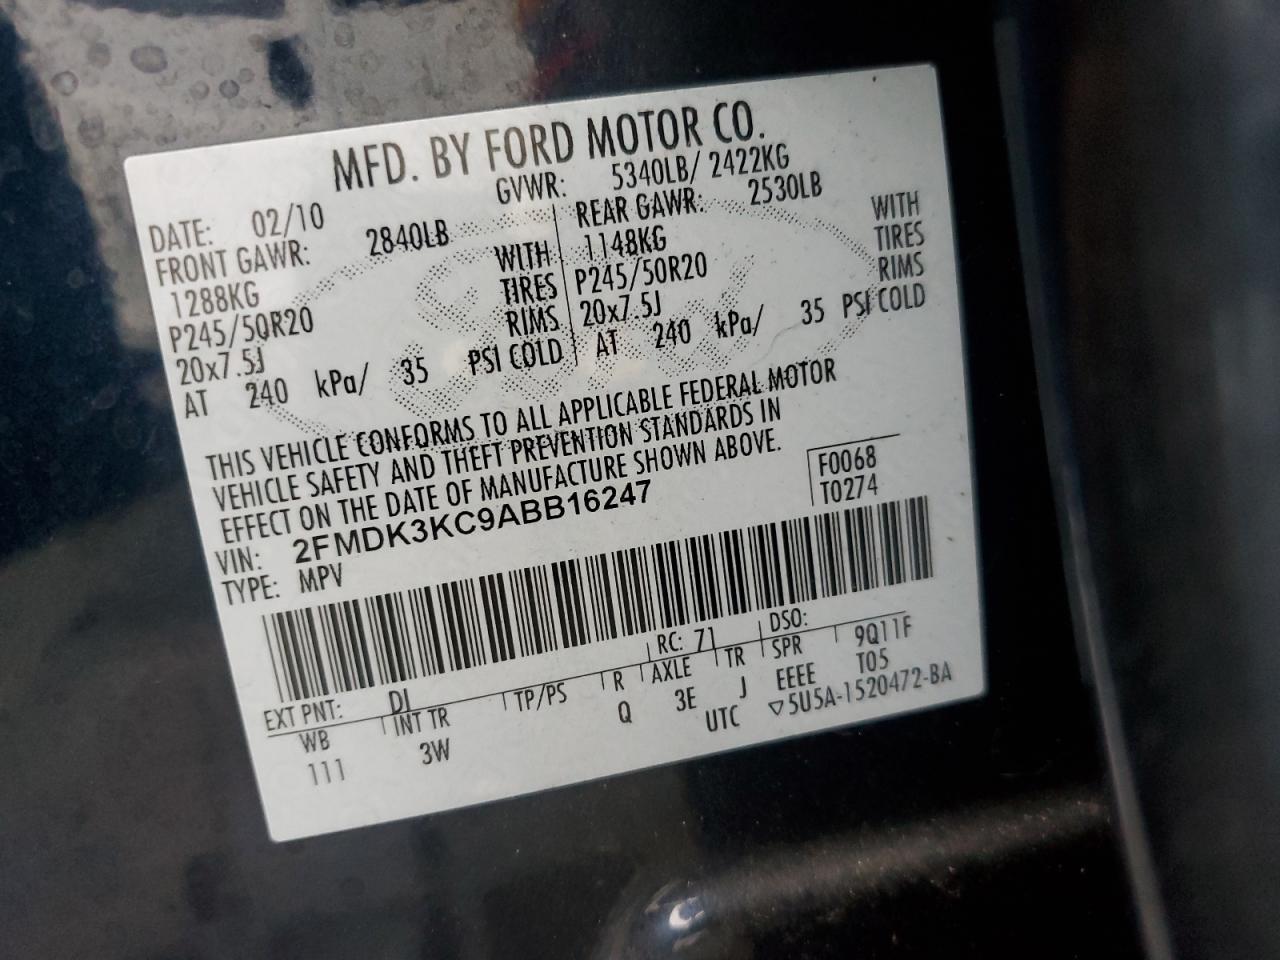 MFD. BY FORD MOTOR CO.
DATE: 02/10 GVWR: 5340LB/ 2422KG
FRONT GAWR: 2840LB REAR GAWR: 2530LB
1288KG WITH 1148KG WITH
P245/50R20 TIRES P245/50R20 TIRES
20x7.5J RIMS 20x7.5J RIMS
AT 240 kPa/ 35 PSI COLD AT 240 kPa/ 35 PSI COLD
THIS VEHICLE CONFORMS TO ALL APPLICABLE FEDERAL MOTOR
VEHICLE SAFETY AND THEFT PREVENTION STANDARDS IN
EFFECT ON THE DATE OF MANUFACTURE SHOWN ABOVE.
VIN: 2FMDK3KC9ABB16247 F0068
TYPE: MPV T0274
EXT PNT: DJ RC: 71 DSO:
WB INT TR TP/PS R AXLE TR SPR 9Q11F
111 3W Q 3E J EEEE T05
UTC ▽5U5A-1520472-BA